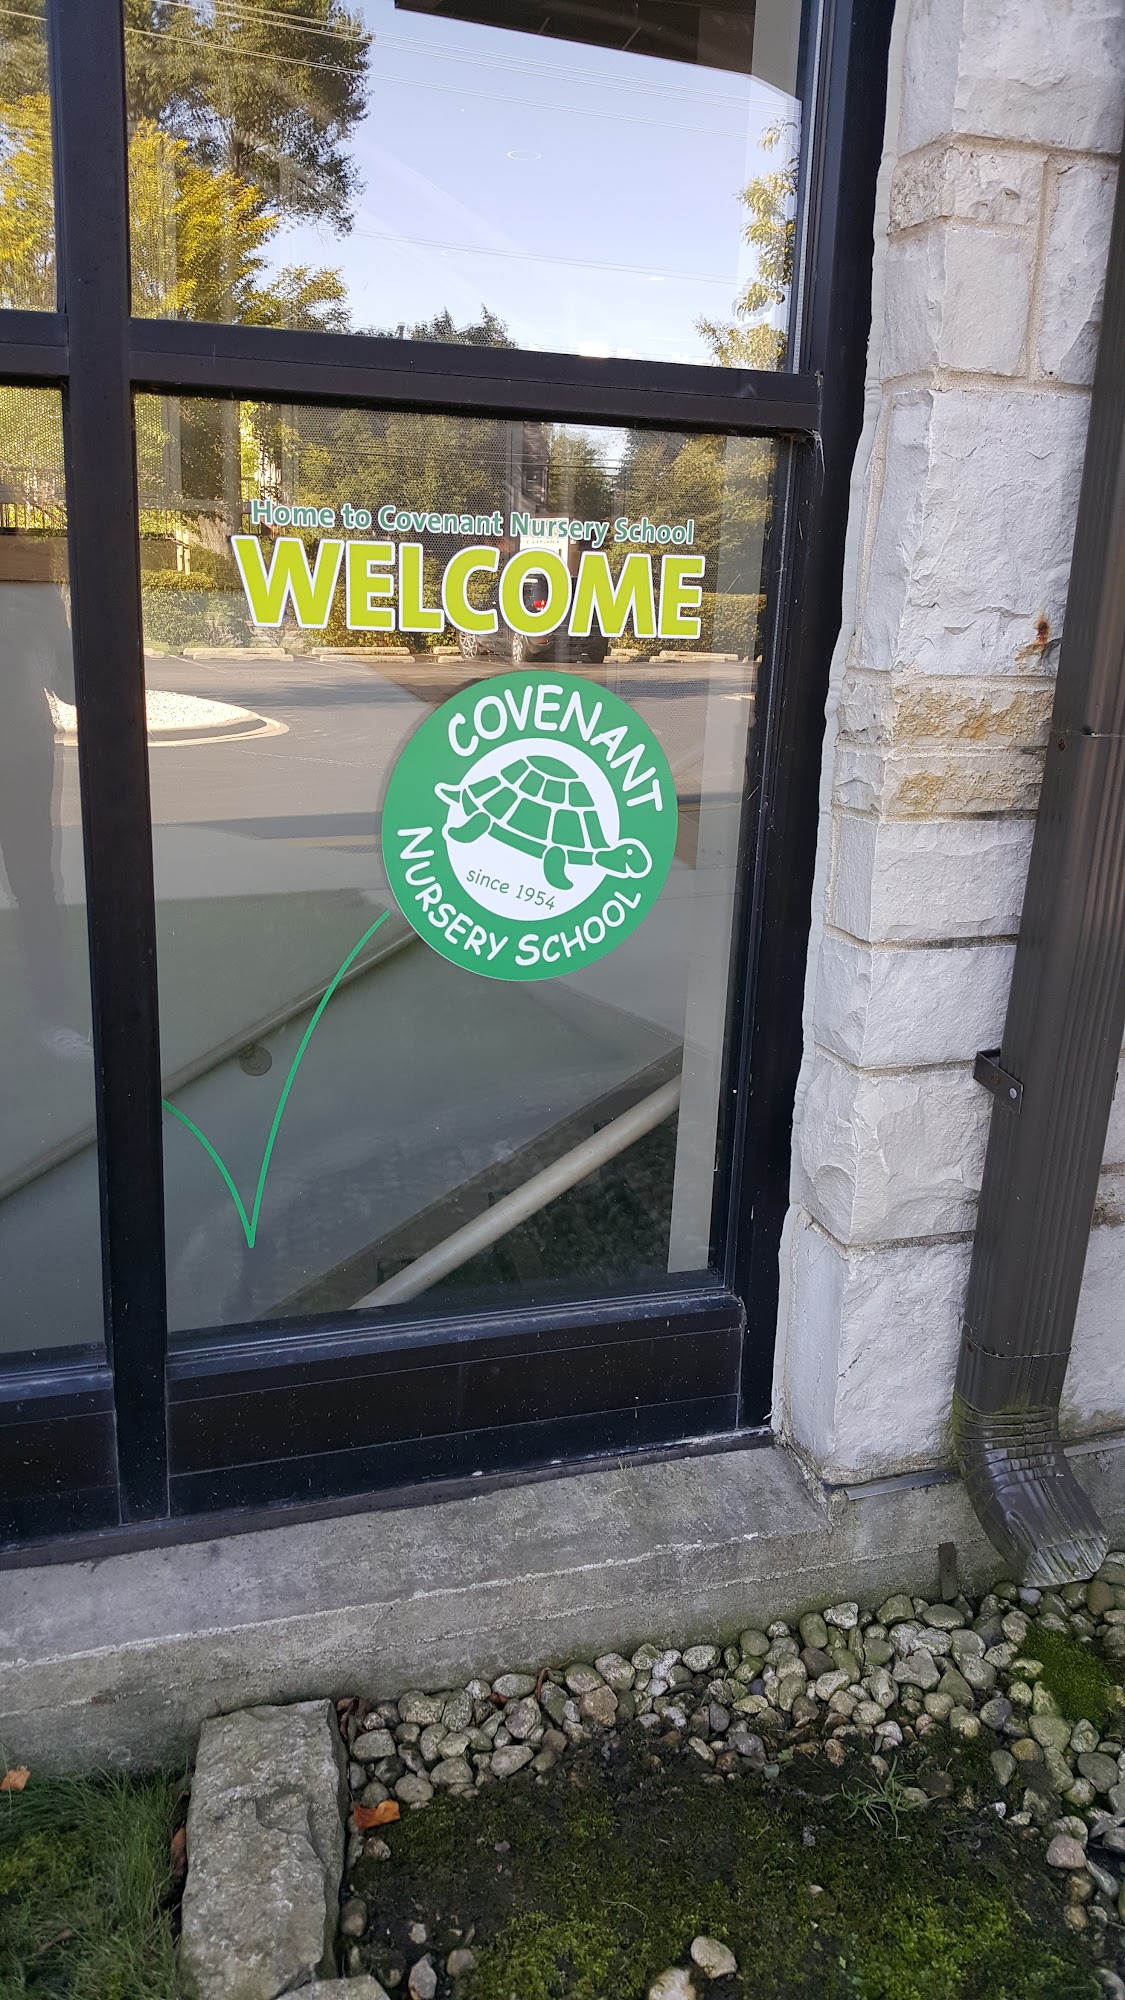 Home to Covenant Nursery School
WELCOME
COVENANT
since 1954
NURSERY SCHOOL